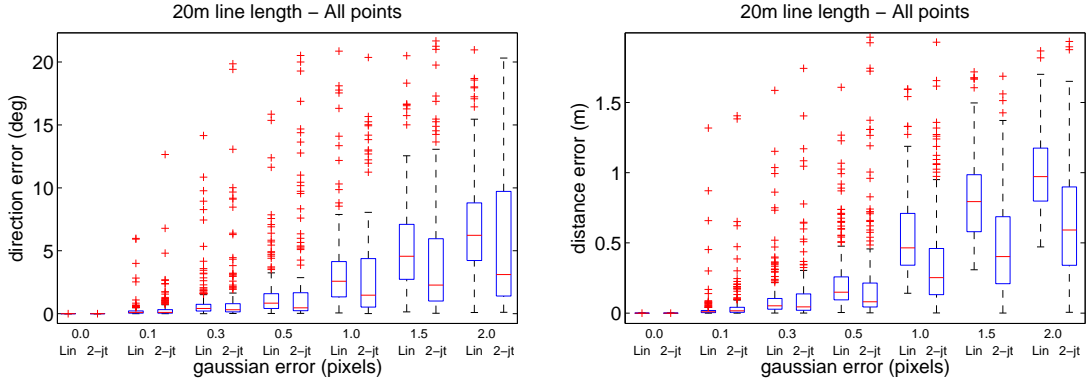 20m line length − All points
direction error (deg)
20
15
10
5
0
0.0 0.1 0.3 0.5 1.0 1.5 2.0
Lin 2−jt Lin 2−jt Lin 2−jt Lin 2−jt Lin 2−jt Lin 2−jt Lin 2−jt
gaussian error (pixels)
20m line length − All points
distance error (m)
1.5
1
0.5
0
0.0 0.1 0.3 0.5 1.0 1.5 2.0
Lin 2−jt Lin 2−jt Lin 2−jt Lin 2−jt Lin 2−jt Lin 2−jt Lin 2−jt
gaussian error (pixels)